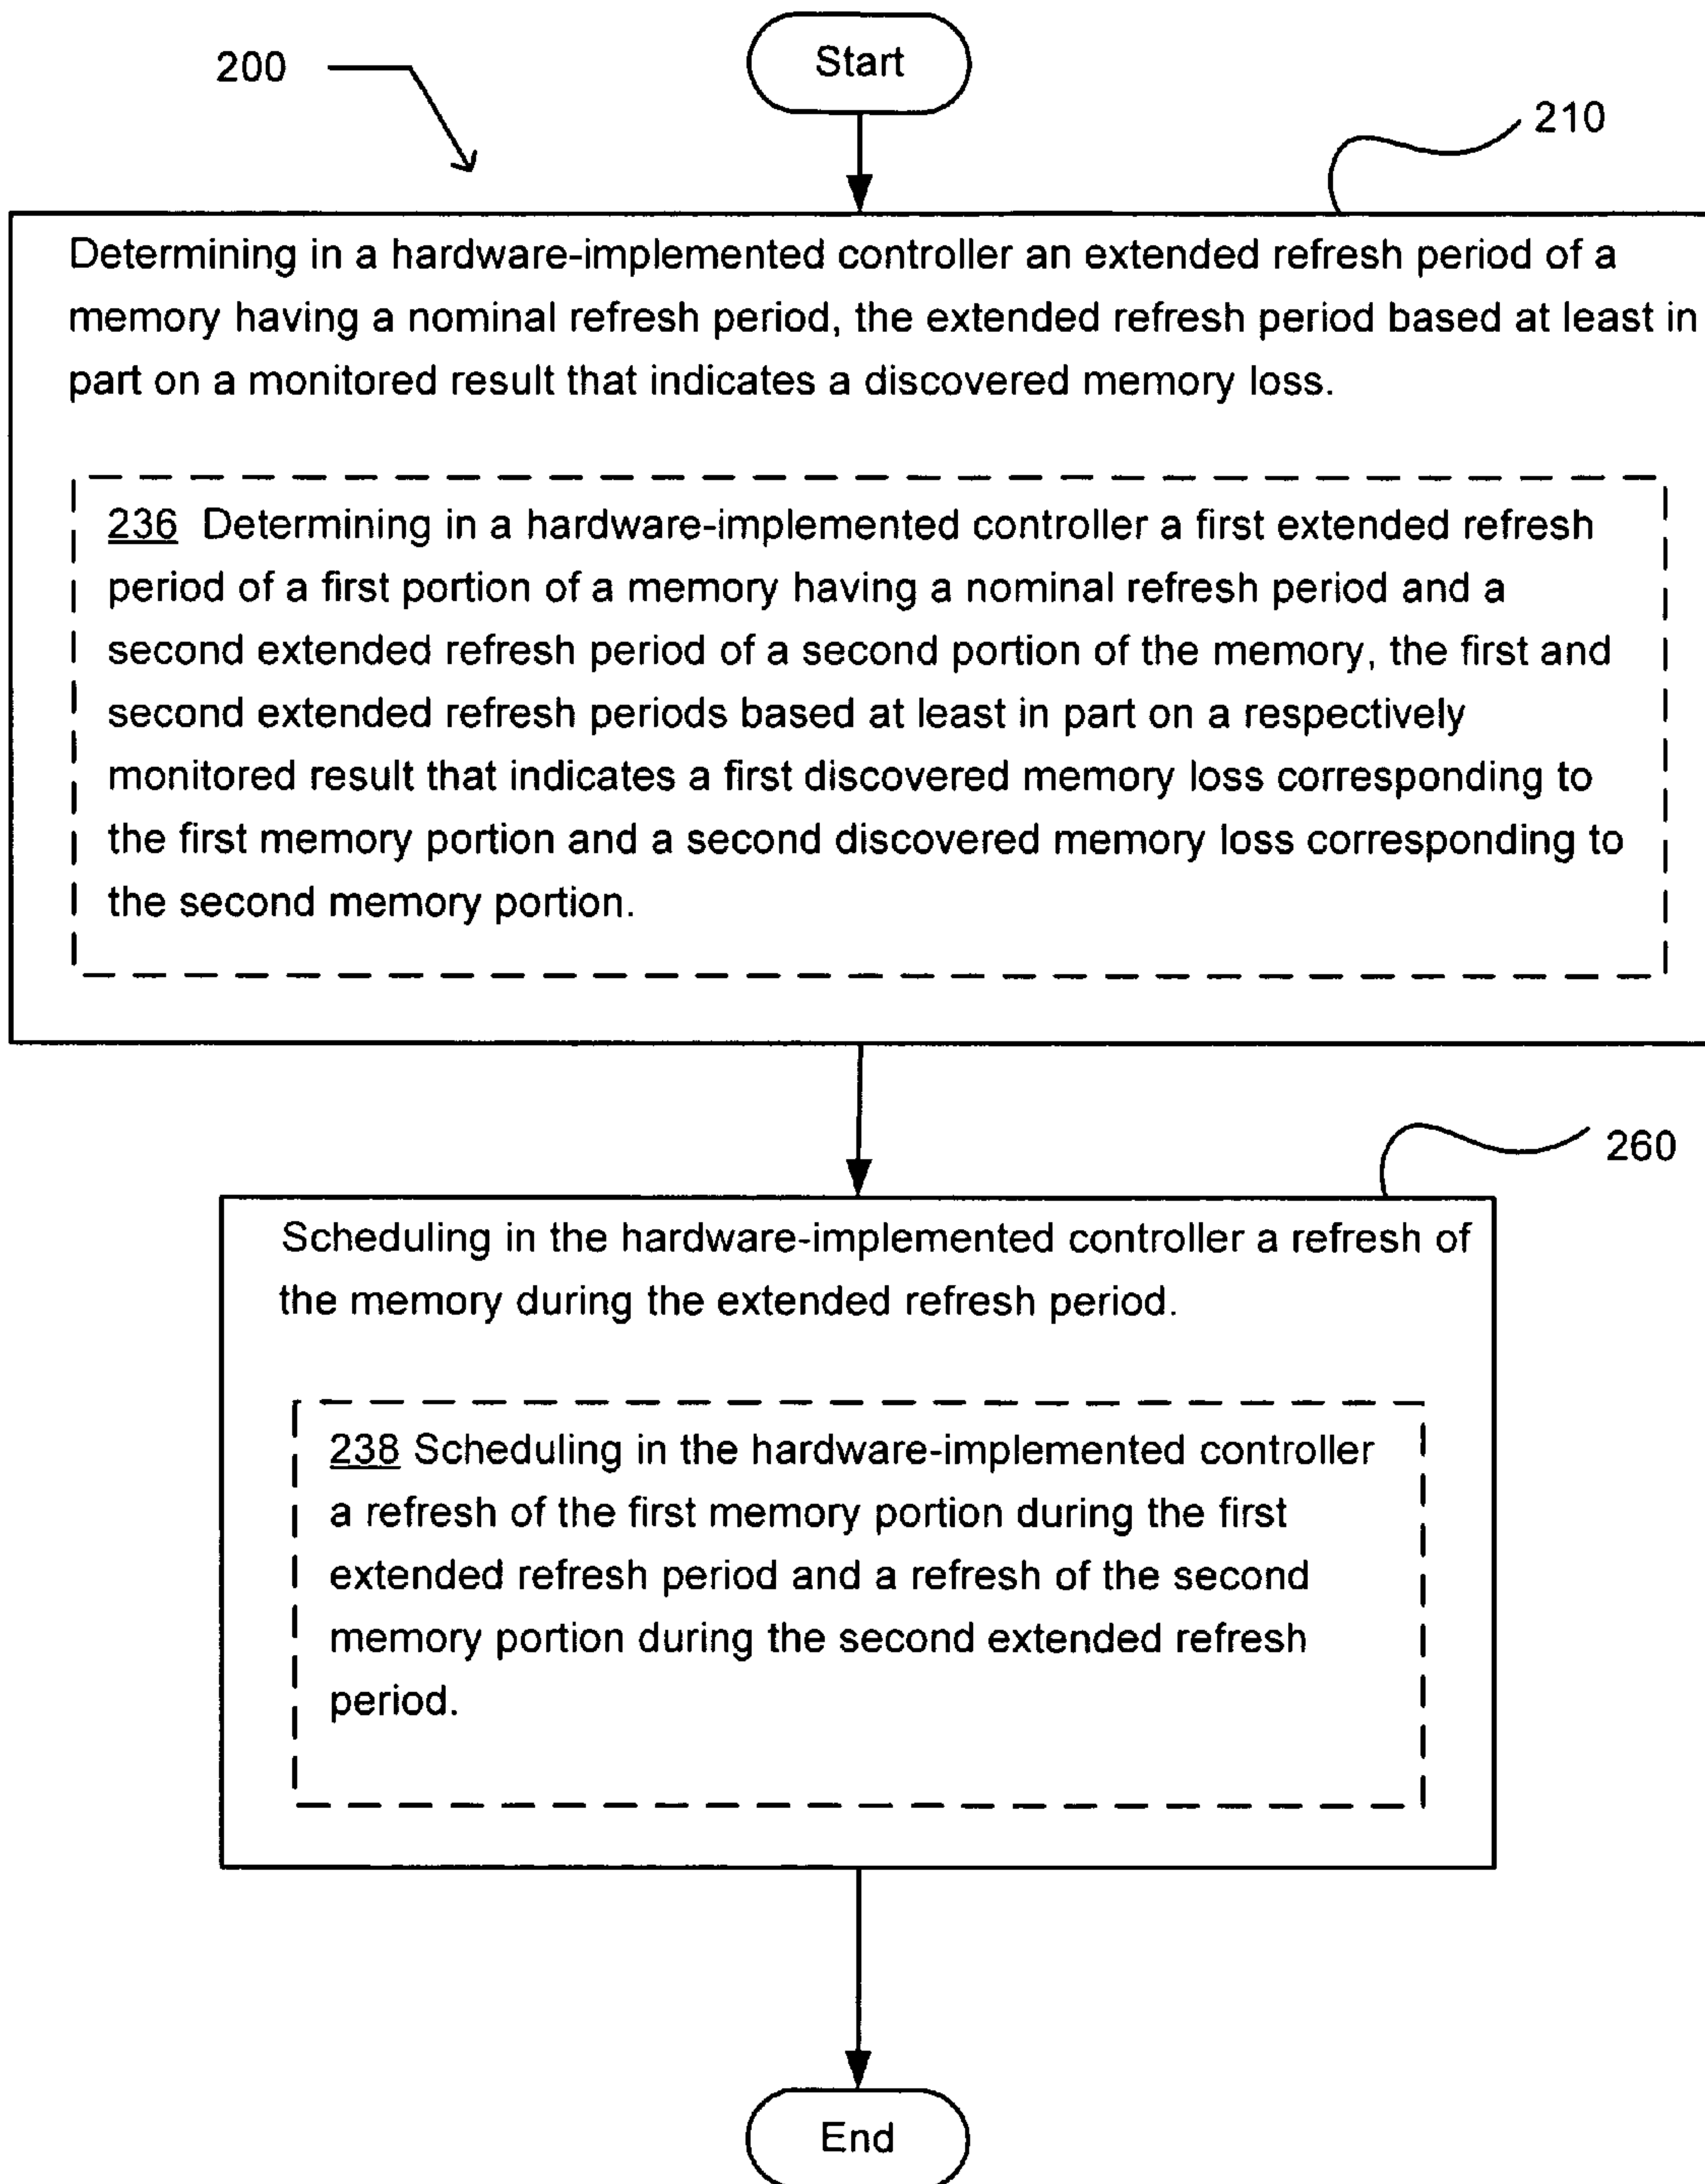 Start
200
210
Determining in a hardware-implemented controller an extended refresh period of a
memory having a nominal refresh period, the extended refresh period based at least in
part on a monitored result that indicates a discovered memory loss.
236 Determining in a hardware-implemented controller a first extended refresh
period of a first portion of a memory having a nominal refresh period and a
second extended refresh period of a second portion of the memory, the first and
second extended refresh periods based at least in part on a respectively
monitored result that indicates a first discovered memory loss corresponding to
the first memory portion and a second discovered memory loss corresponding to
the second memory portion.
260
Scheduling in the hardware-implemented controller a refresh of
the memory during the extended refresh period.
238 Scheduling in the hardware-implemented controller
a refresh of the first memory portion during the first
extended refresh period and a refresh of the second
memory portion during the second extended refresh
period.
End